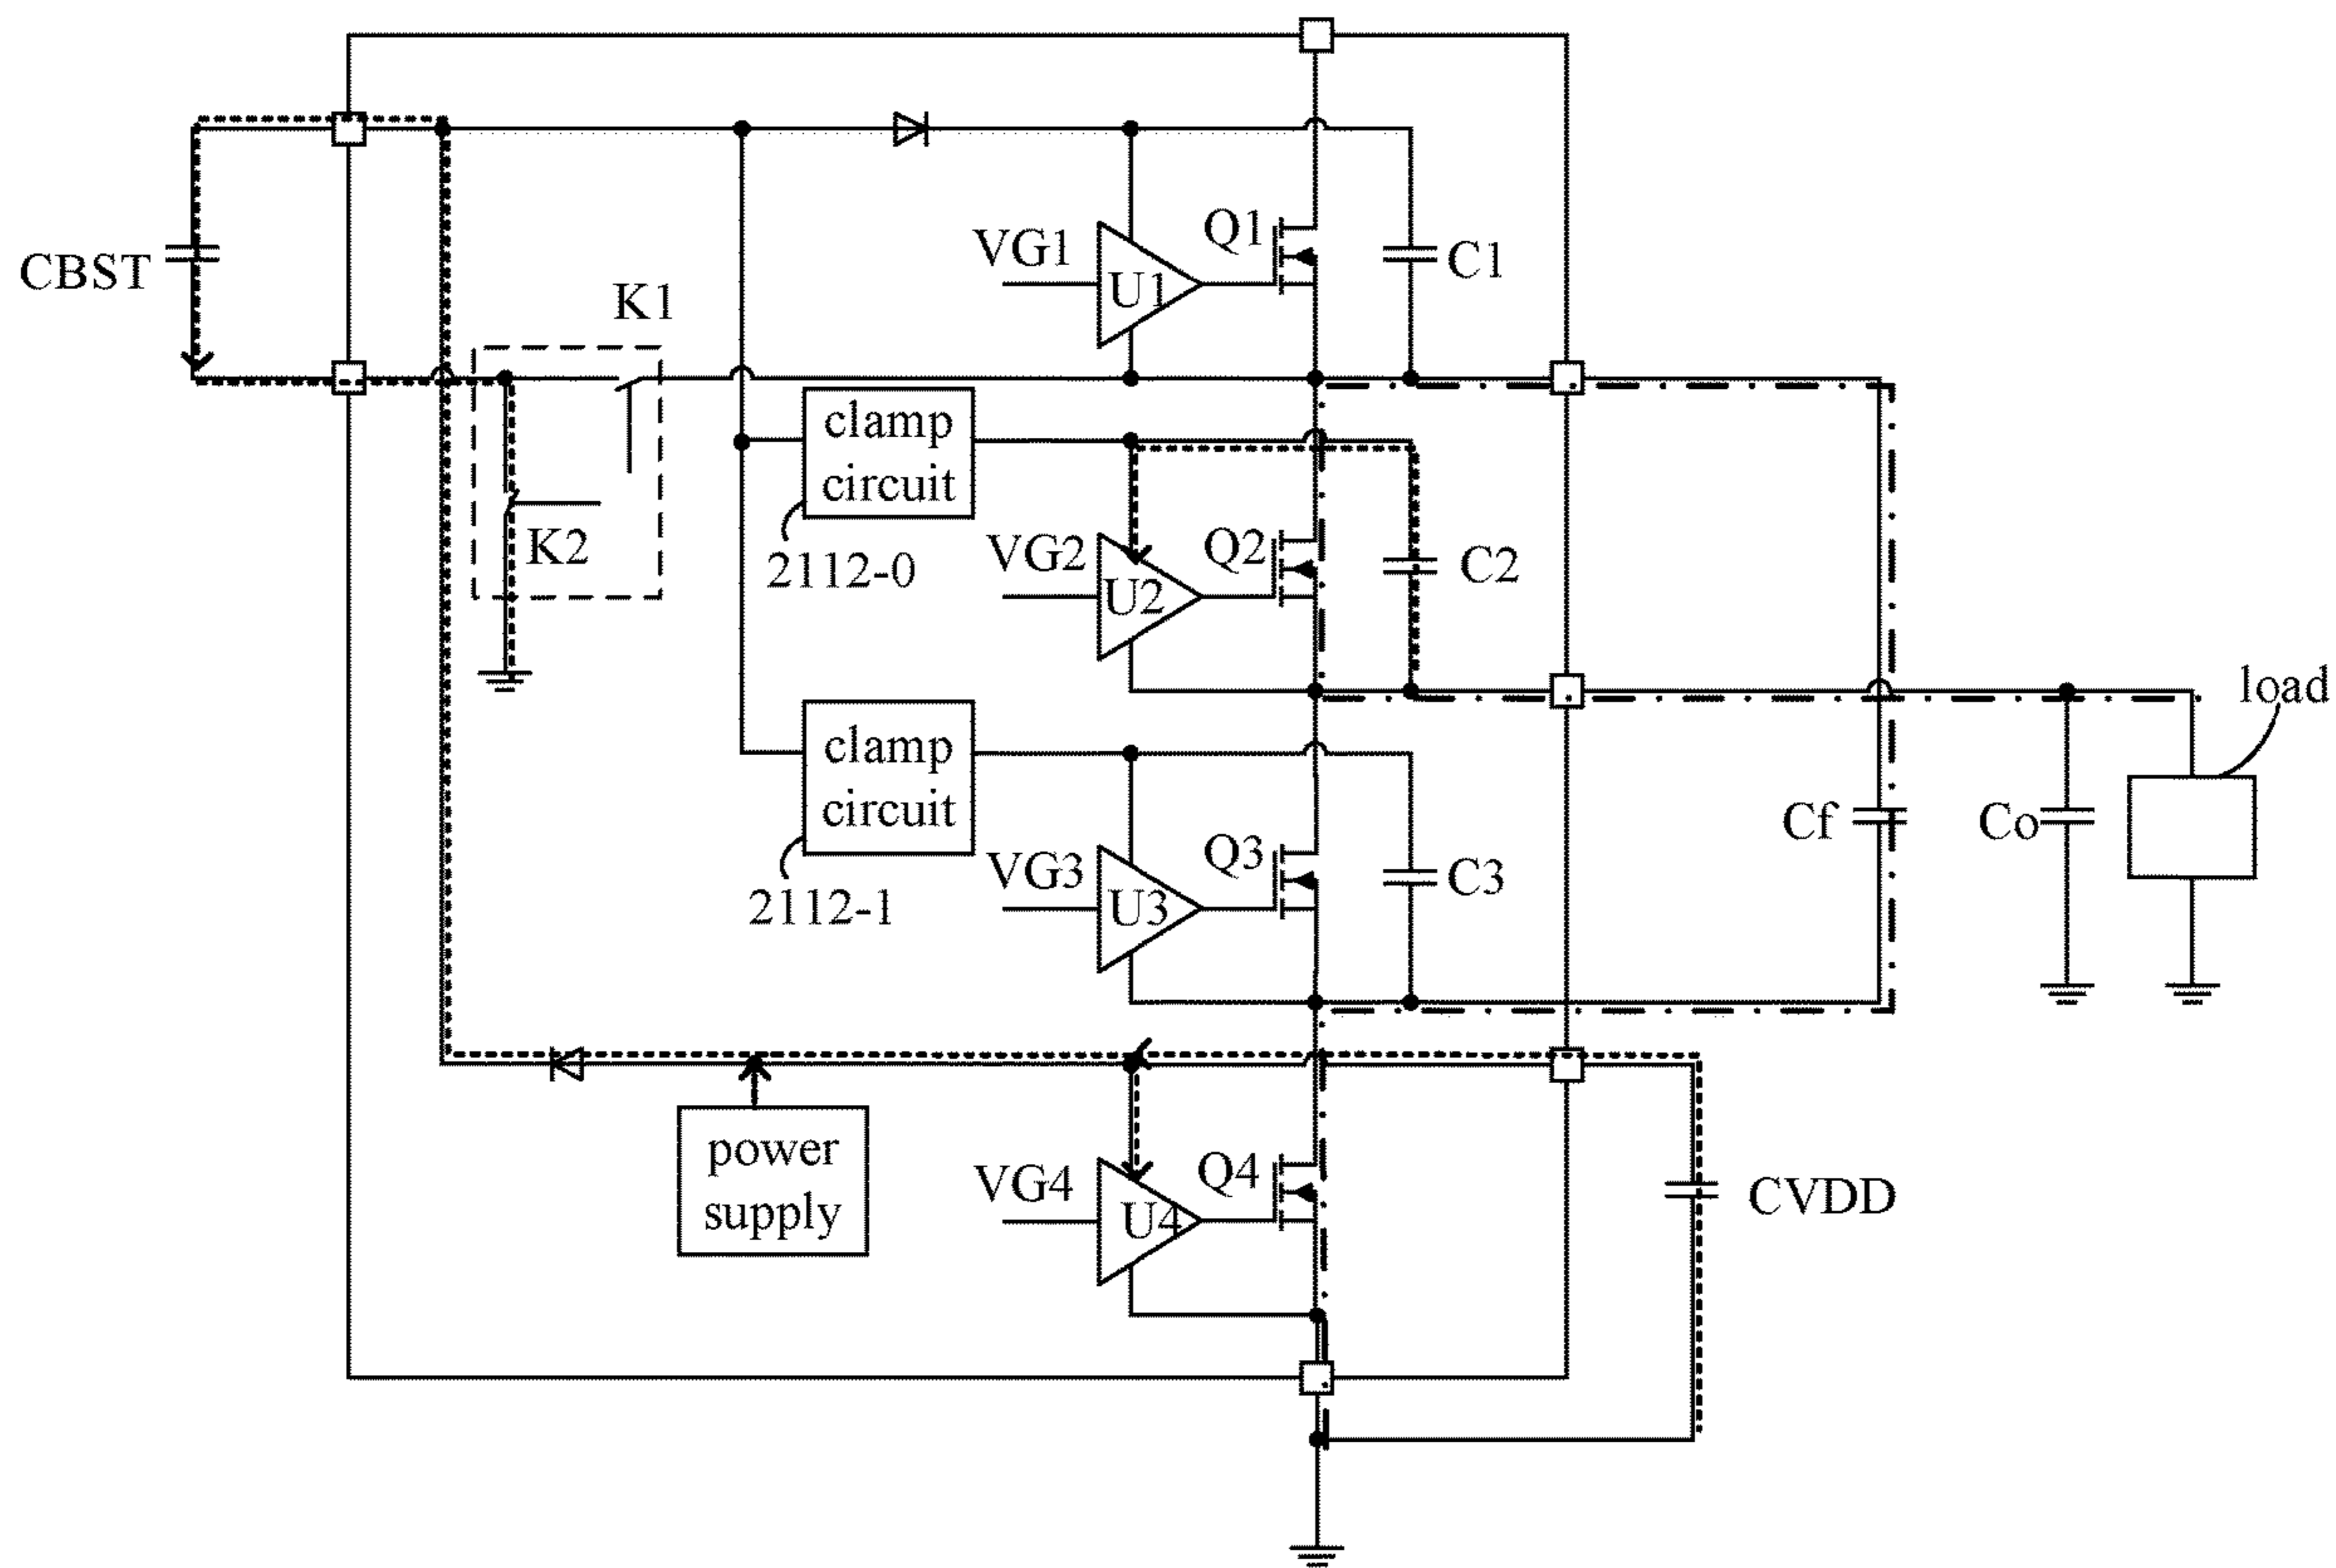 VG1
Q1
U1
C1
CBST
K1
clamp
circuit
K2
2112-0
VG2
Q2
U2
C2
load
clamp
circuit
2112-1
VG3
Q3
U3
C3
Cf
Co
power
supply
VG4
Q4
U4
CVDD